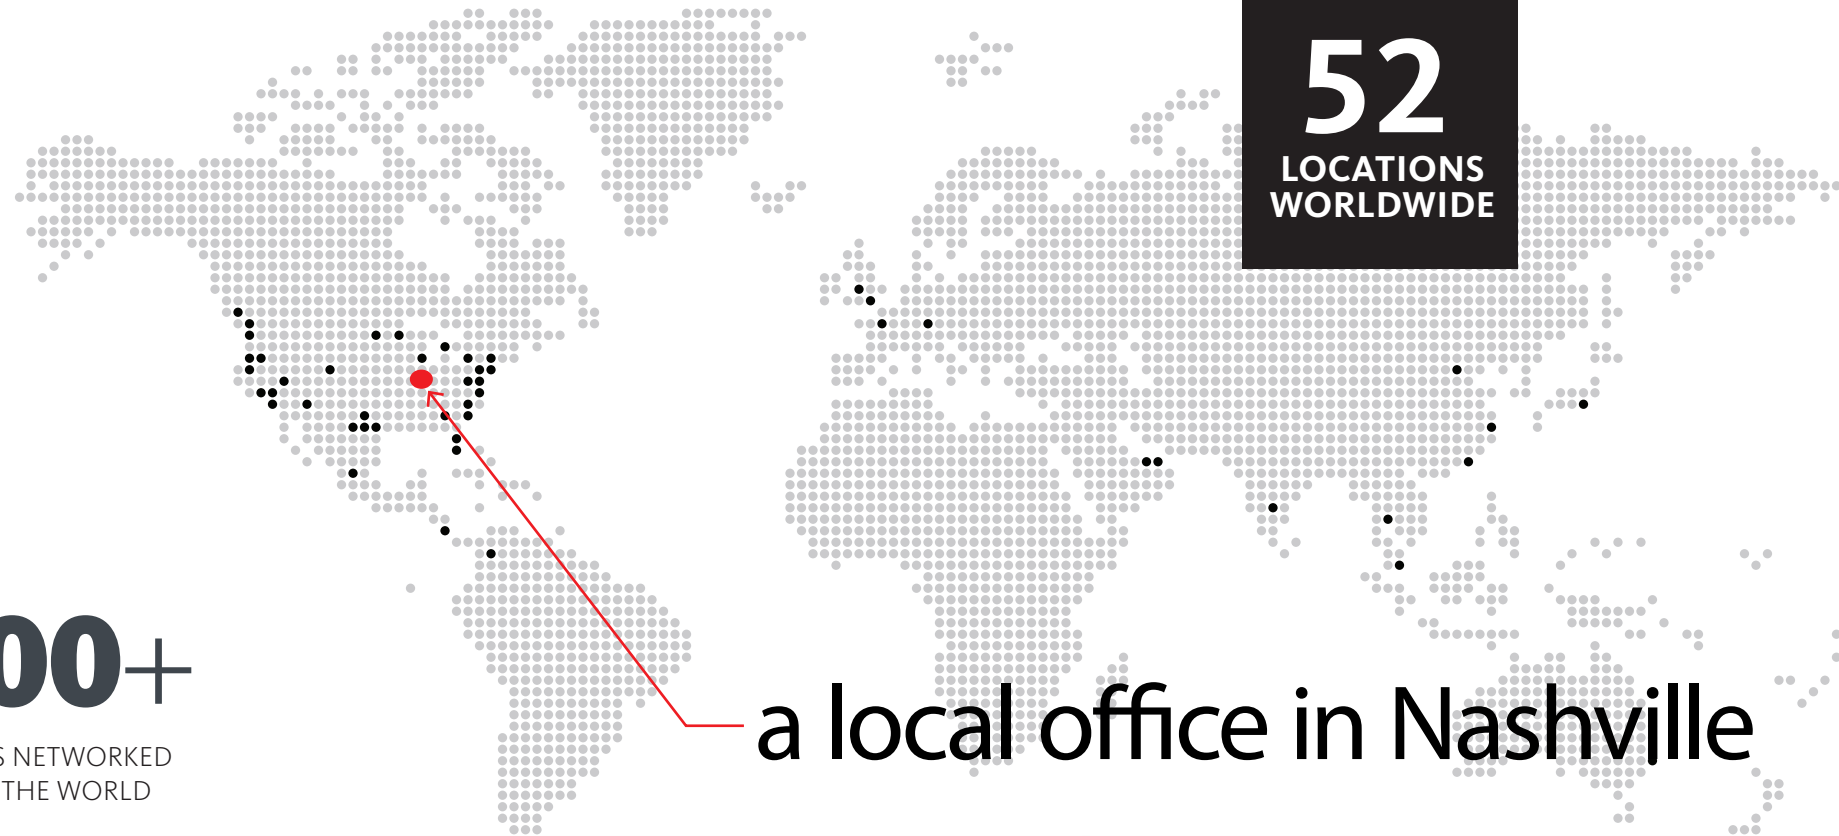 52
LOCATIONS
WORLDWIDE
00+
NETWORKED
THE WORLD
a local office in Nashville